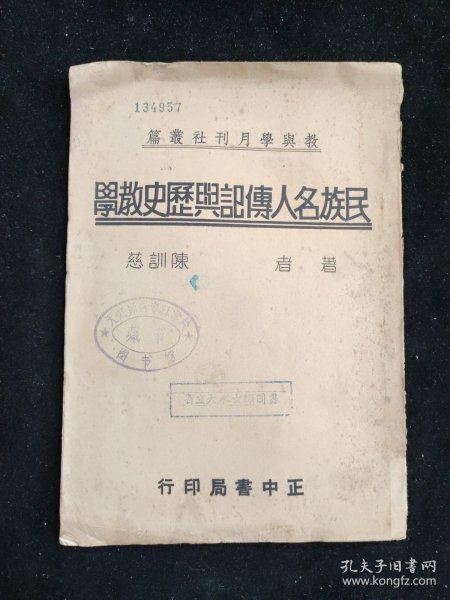 134957
教與學月刊社叢篇
民族名人傳記與歷史教學
著者 陳訓慈
正中書局印行
孔夫子旧书网
www.kongfz.com